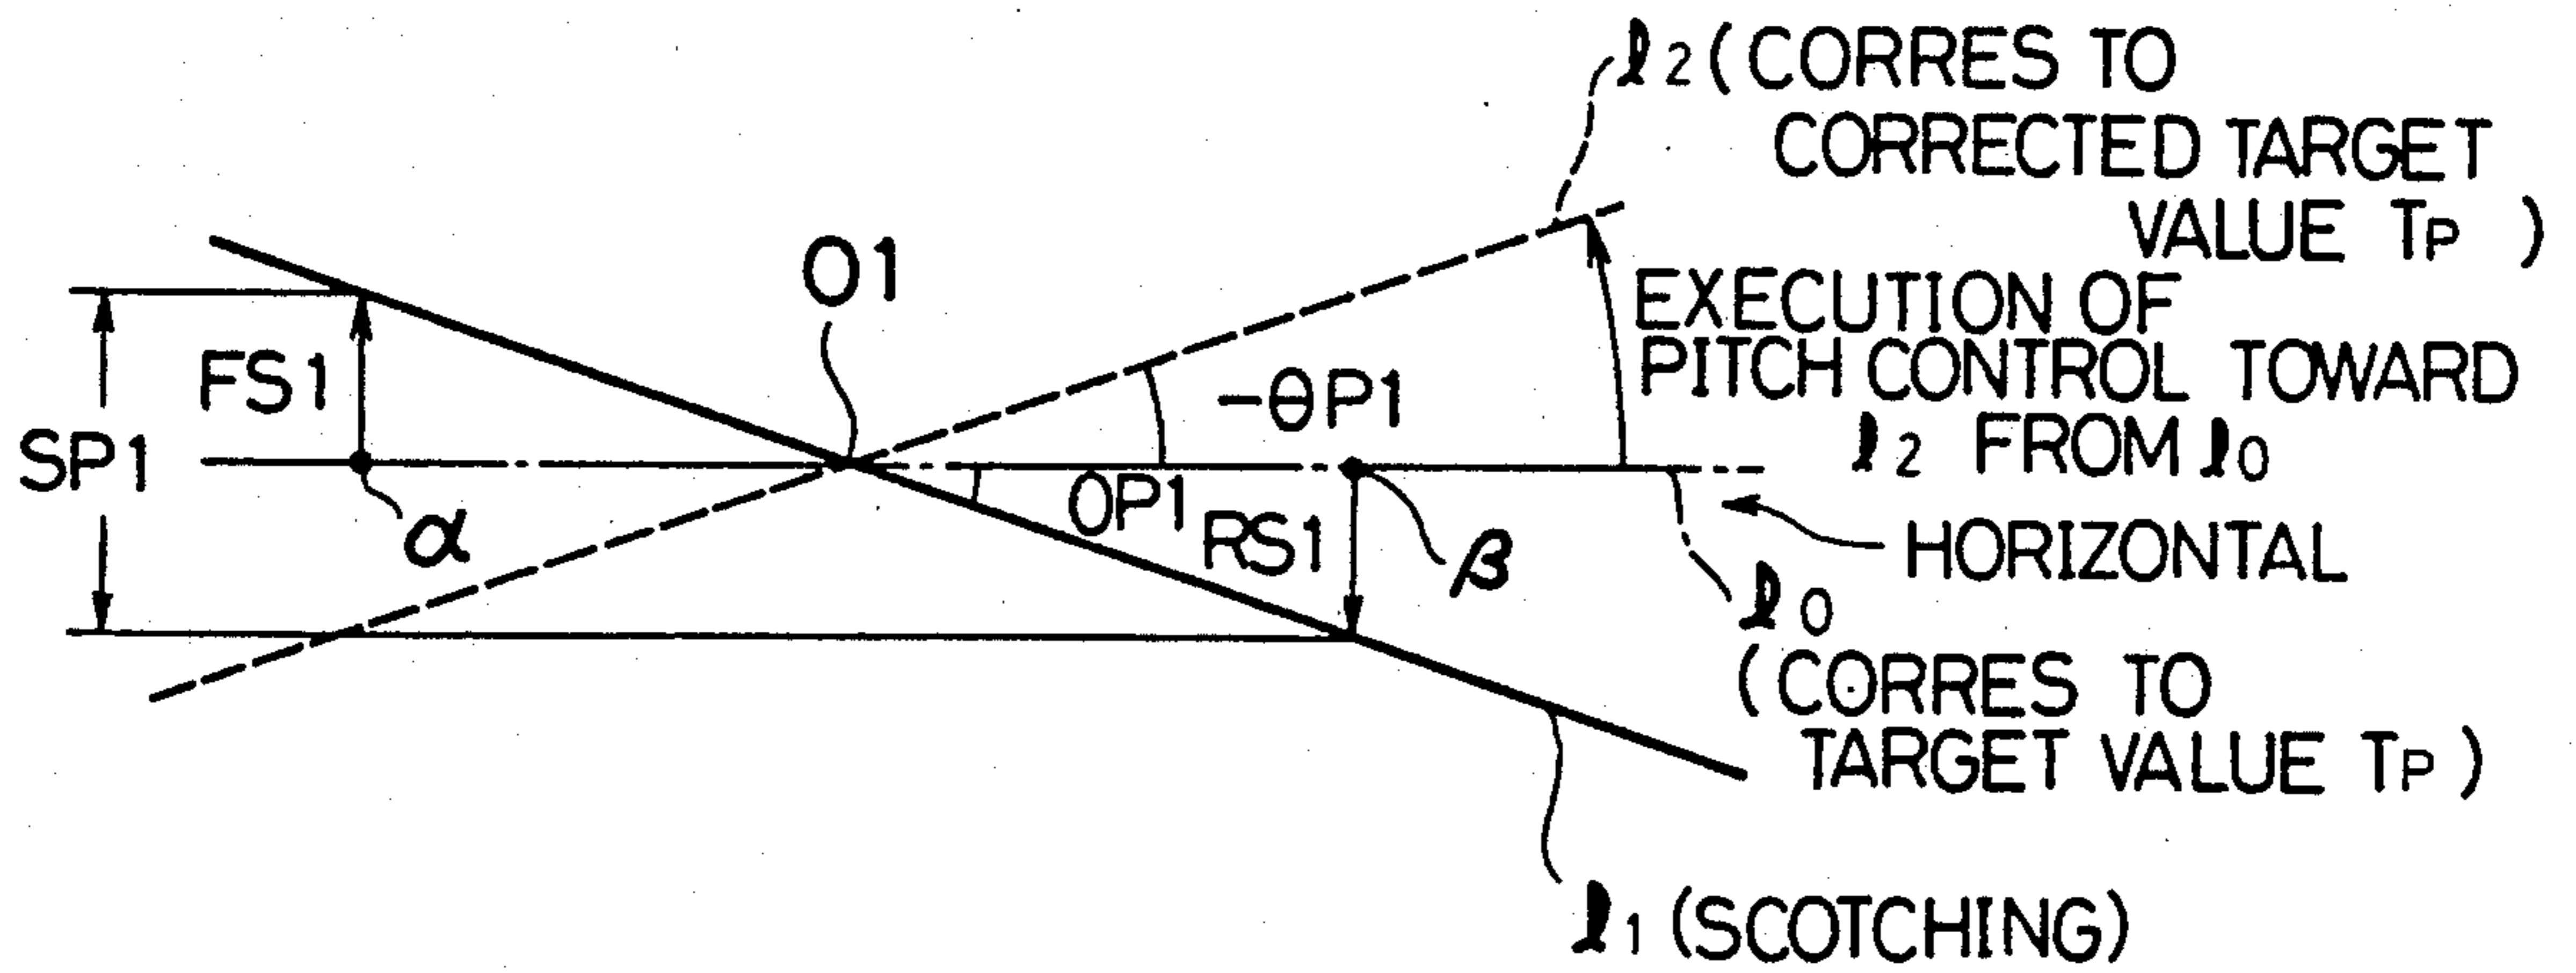 ℓ2 (CORRES TO
CORRECTED TARGET
VALUE TP )
O1
EXECUTION OF
PITCH CONTROL TOWARD
ℓ2 FROM ℓ0
FS1
-θP1
SP1
α
OP1
RS1
β
HORIZONTAL
ℓ0
(CORRES TO
TARGET VALUE TP )
ℓ1 (SCOTCHING)